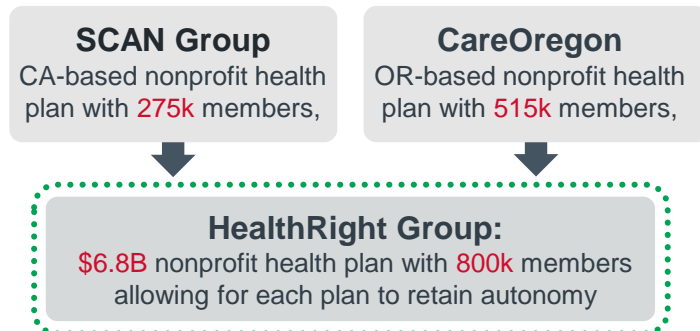 SCAN Group
CA-based nonprofit health
plan with 275k members,
CareOregon
OR-based nonprofit health
plan with 515k members,
HealthRight Group:
$6.8B nonprofit health plan with 800k members
allowing for each plan to retain autonomy